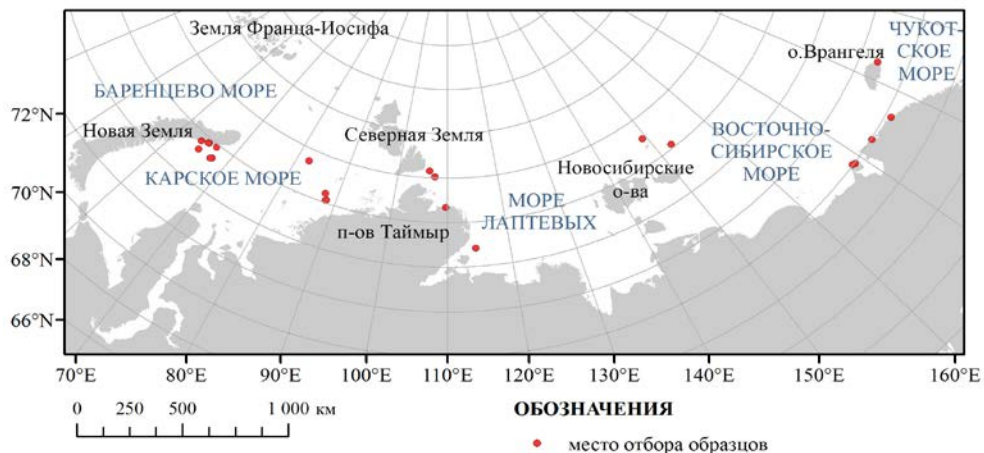 Земля Франца-Иосифа
ЧУКОТ-
СКОЕ
МОРЕ
о.Врангеля
БАРЕНЦЕВО МОРЕ
72°N
Новая Земля
Северная Земля
ВОСТОЧНО-
СИБИРСКОЕ
МОРЕ
Новосибирские
о-ва
КАРСКОЕ МОРЕ
70°N
МОРЕ
ЛАПТЕВЫХ
п-ов Таймыр
68°N
66°N
70°E 80°E 90°E 100°E 110°E 120°E 130°E 140°E 150°E 160°E
0 250 500 1 000 км
ОБОЗНАЧЕНИЯ
место отбора образцов